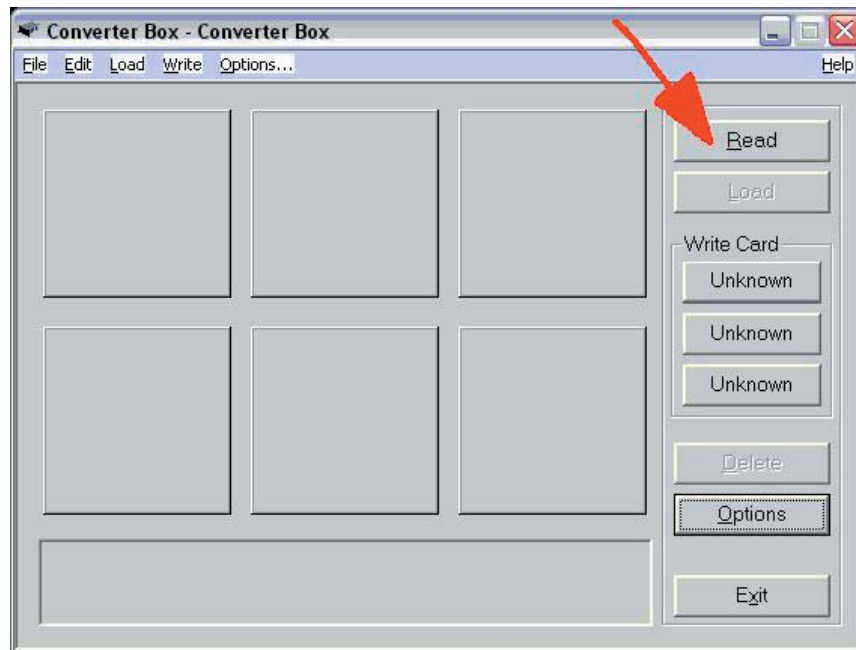 Converter Box - Converter Box
File Edit Load Write Options... Help
Read
Load
Write Card
Unknown
Unknown
Unknown
Delete
Options
Exit